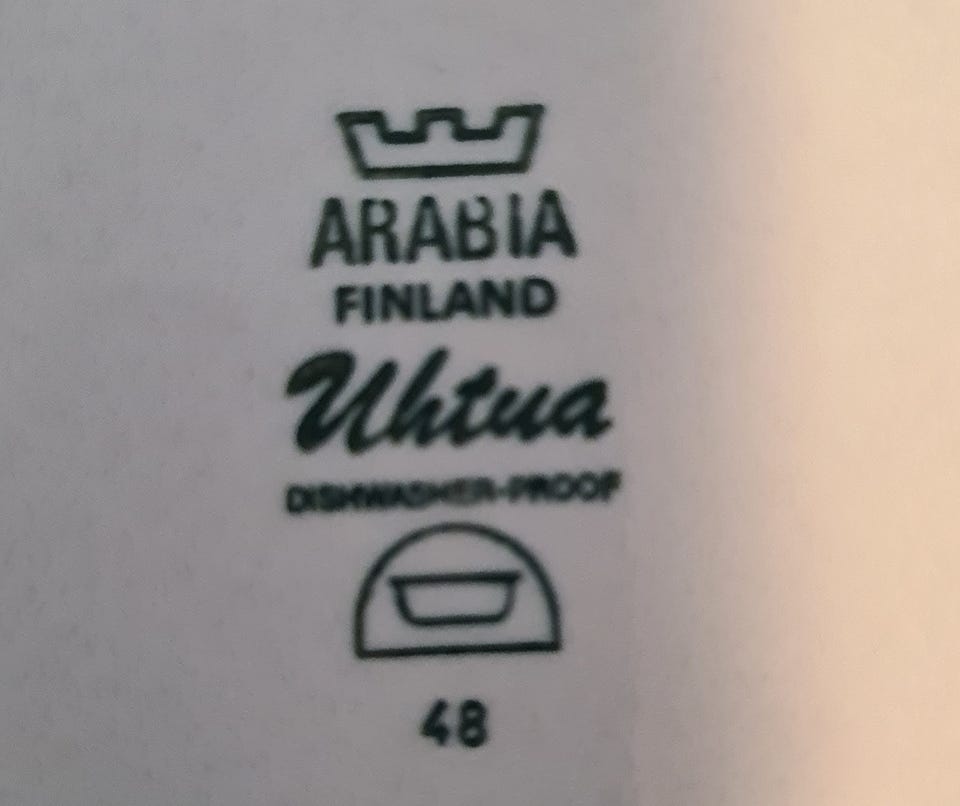 ARABIA
FINLAND
Uhtua
DISHWASHER-PROOF
48